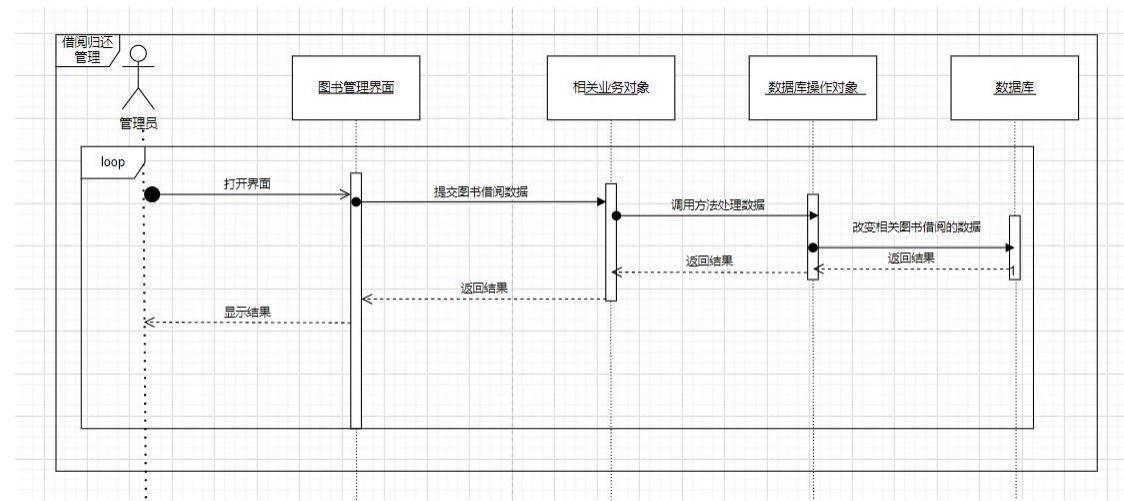 借阅归还
管理
管理员
图书管理界面
相关业务对象
数据库操作对象
数据库
loop
打开界面
提交图书借阅数据
调用方法处理数据
改变相关图书借阅的数据
返回结果
返回结果
返回结果
显示结果